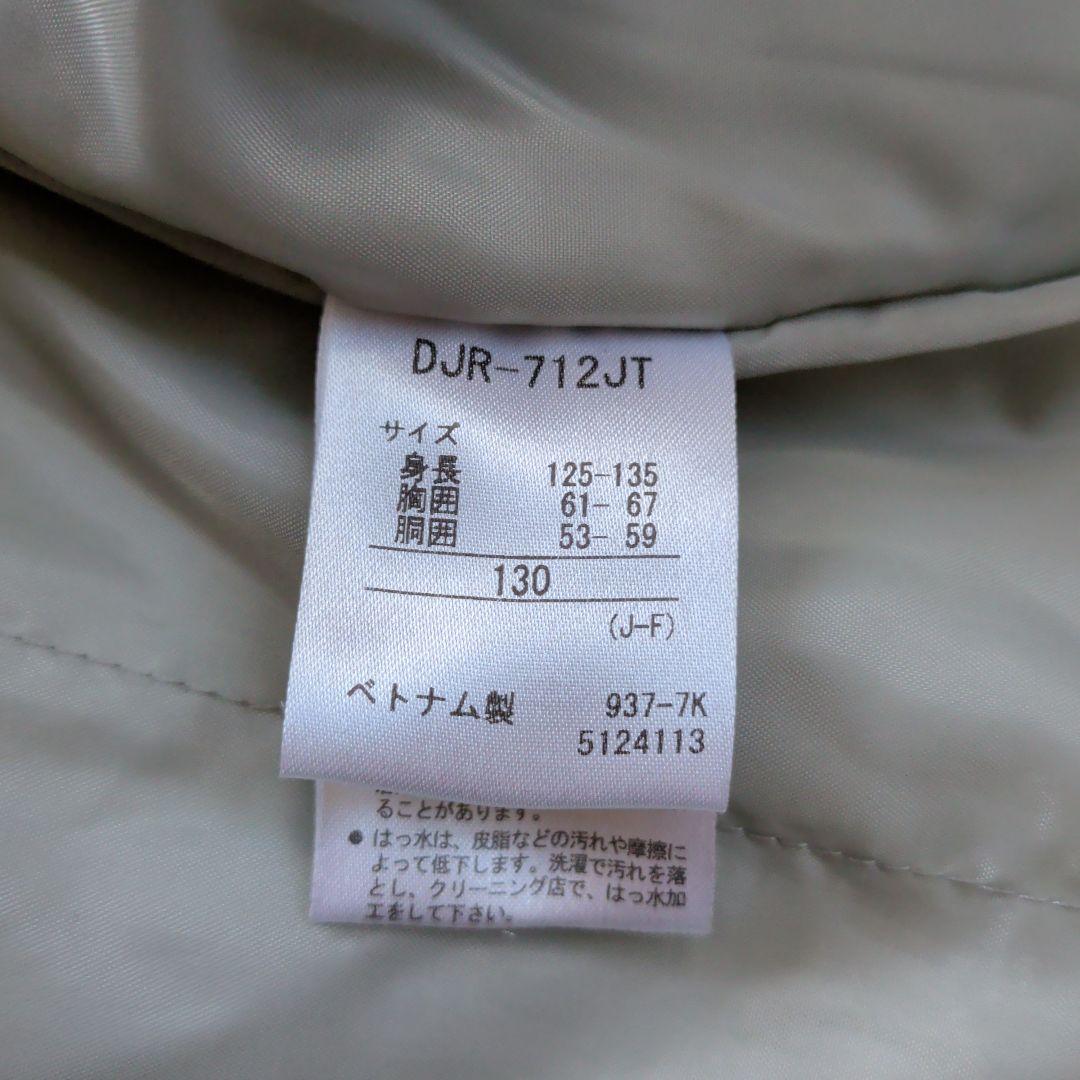 DJR-712JT
サイズ
身長 125-135
胸囲 61- 67
胴囲 53- 59
130
(J-F)
ベトナム製 937-7K
5124113
ることがあります。
● はっ水は、皮脂などの汚れや摩擦に
よって低下します。洗濯で汚れを落
とし、クリーニング店で、はっ水加
工をして下さい。